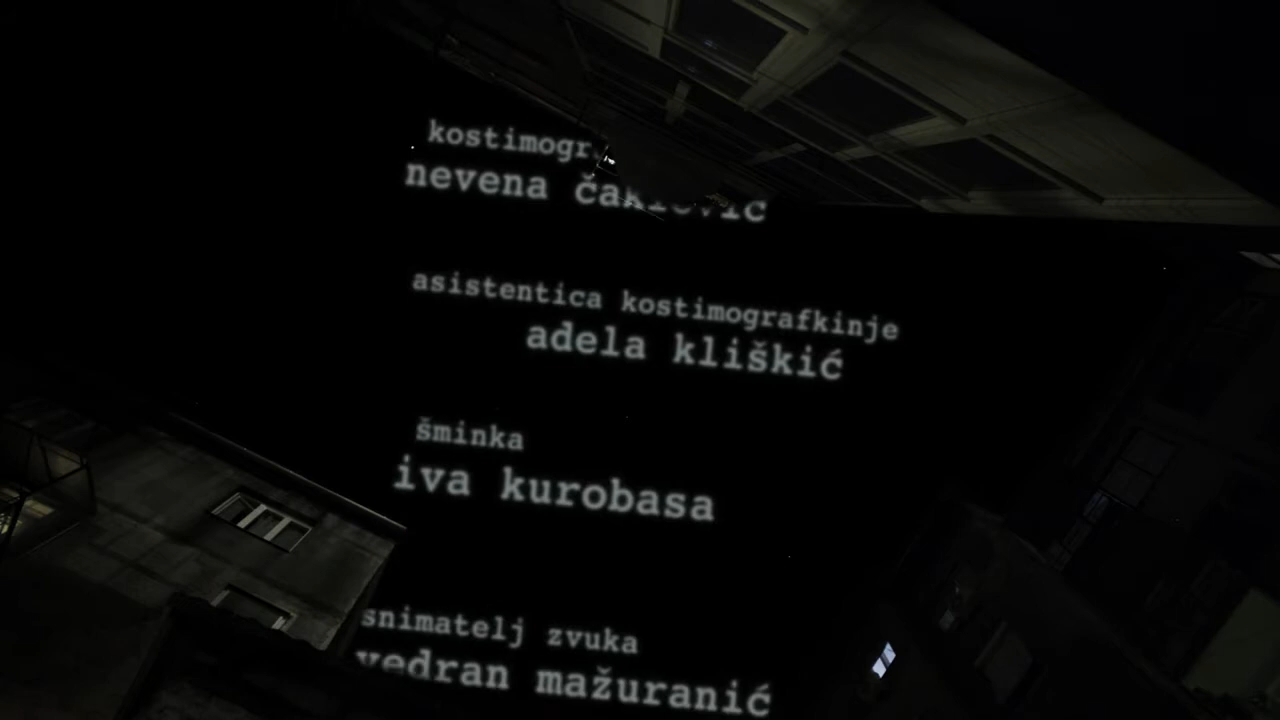 nevena
asistentica kostimografkinje
adela kliškić
šminka
iva kurobasa
snimatelj zvuka
vedran mažuranić